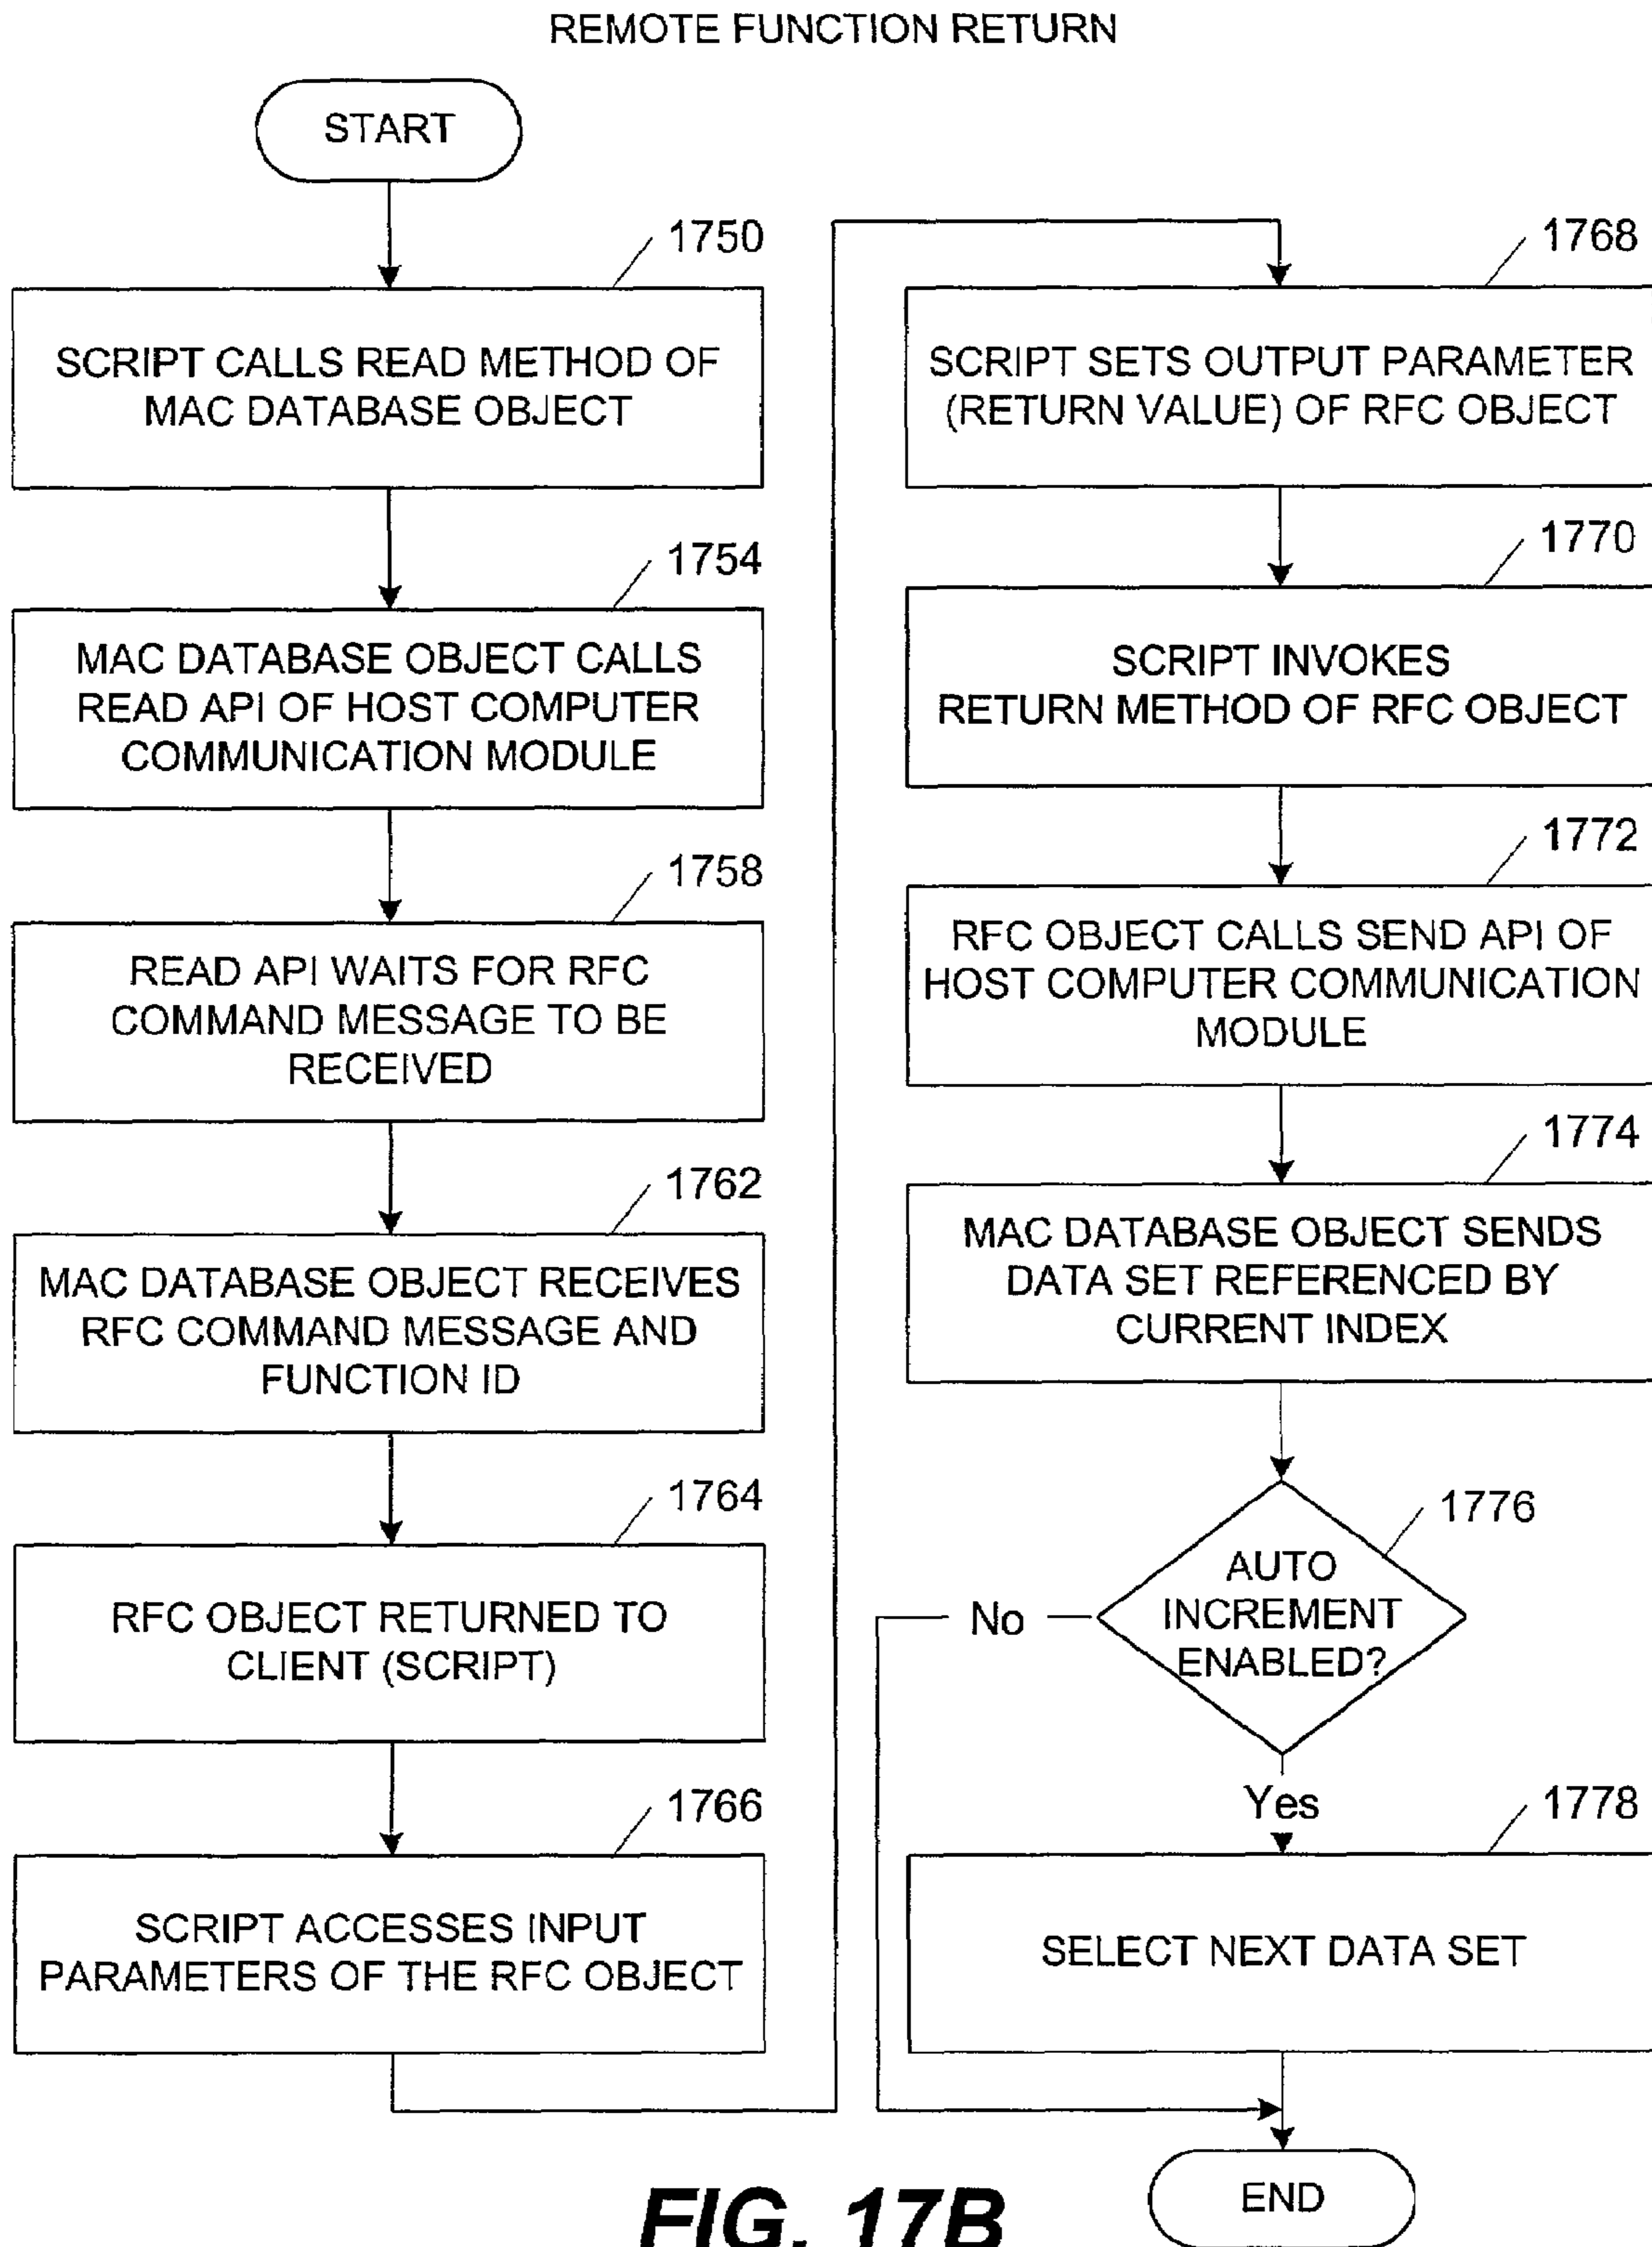 REMOTE FUNCTION RETURN
START
1750
SCRIPT CALLS READ METHOD OF
MAC DATABASE OBJECT
1754
MAC DATABASE OBJECT CALLS
READ API OF HOST COMPUTER
COMMUNICATION MODULE
1758
READ API WAITS FOR RFC
COMMAND MESSAGE TO BE
RECEIVED
1762
MAC DATABASE OBJECT RECEIVES
RFC COMMAND MESSAGE AND
FUNCTION ID
1764
RFC OBJECT RETURNED TO
CLIENT (SCRIPT)
1766
SCRIPT ACCESSES INPUT
PARAMETERS OF THE RFC OBJECT
1768
SCRIPT SETS OUTPUT PARAMETER
(RETURN VALUE) OF RFC OBJECT
1770
SCRIPT INVOKES
RETURN METHOD OF RFC OBJECT
1772
RFC OBJECT CALLS SEND API OF
HOST COMPUTER COMMUNICATION
MODULE
1774
MAC DATABASE OBJECT SENDS
DATA SET REFERENCED BY
CURRENT INDEX
1776
AUTO
INCREMENT
ENABLED?
No
Yes
1778
SELECT NEXT DATA SET
END
FIG. 17B